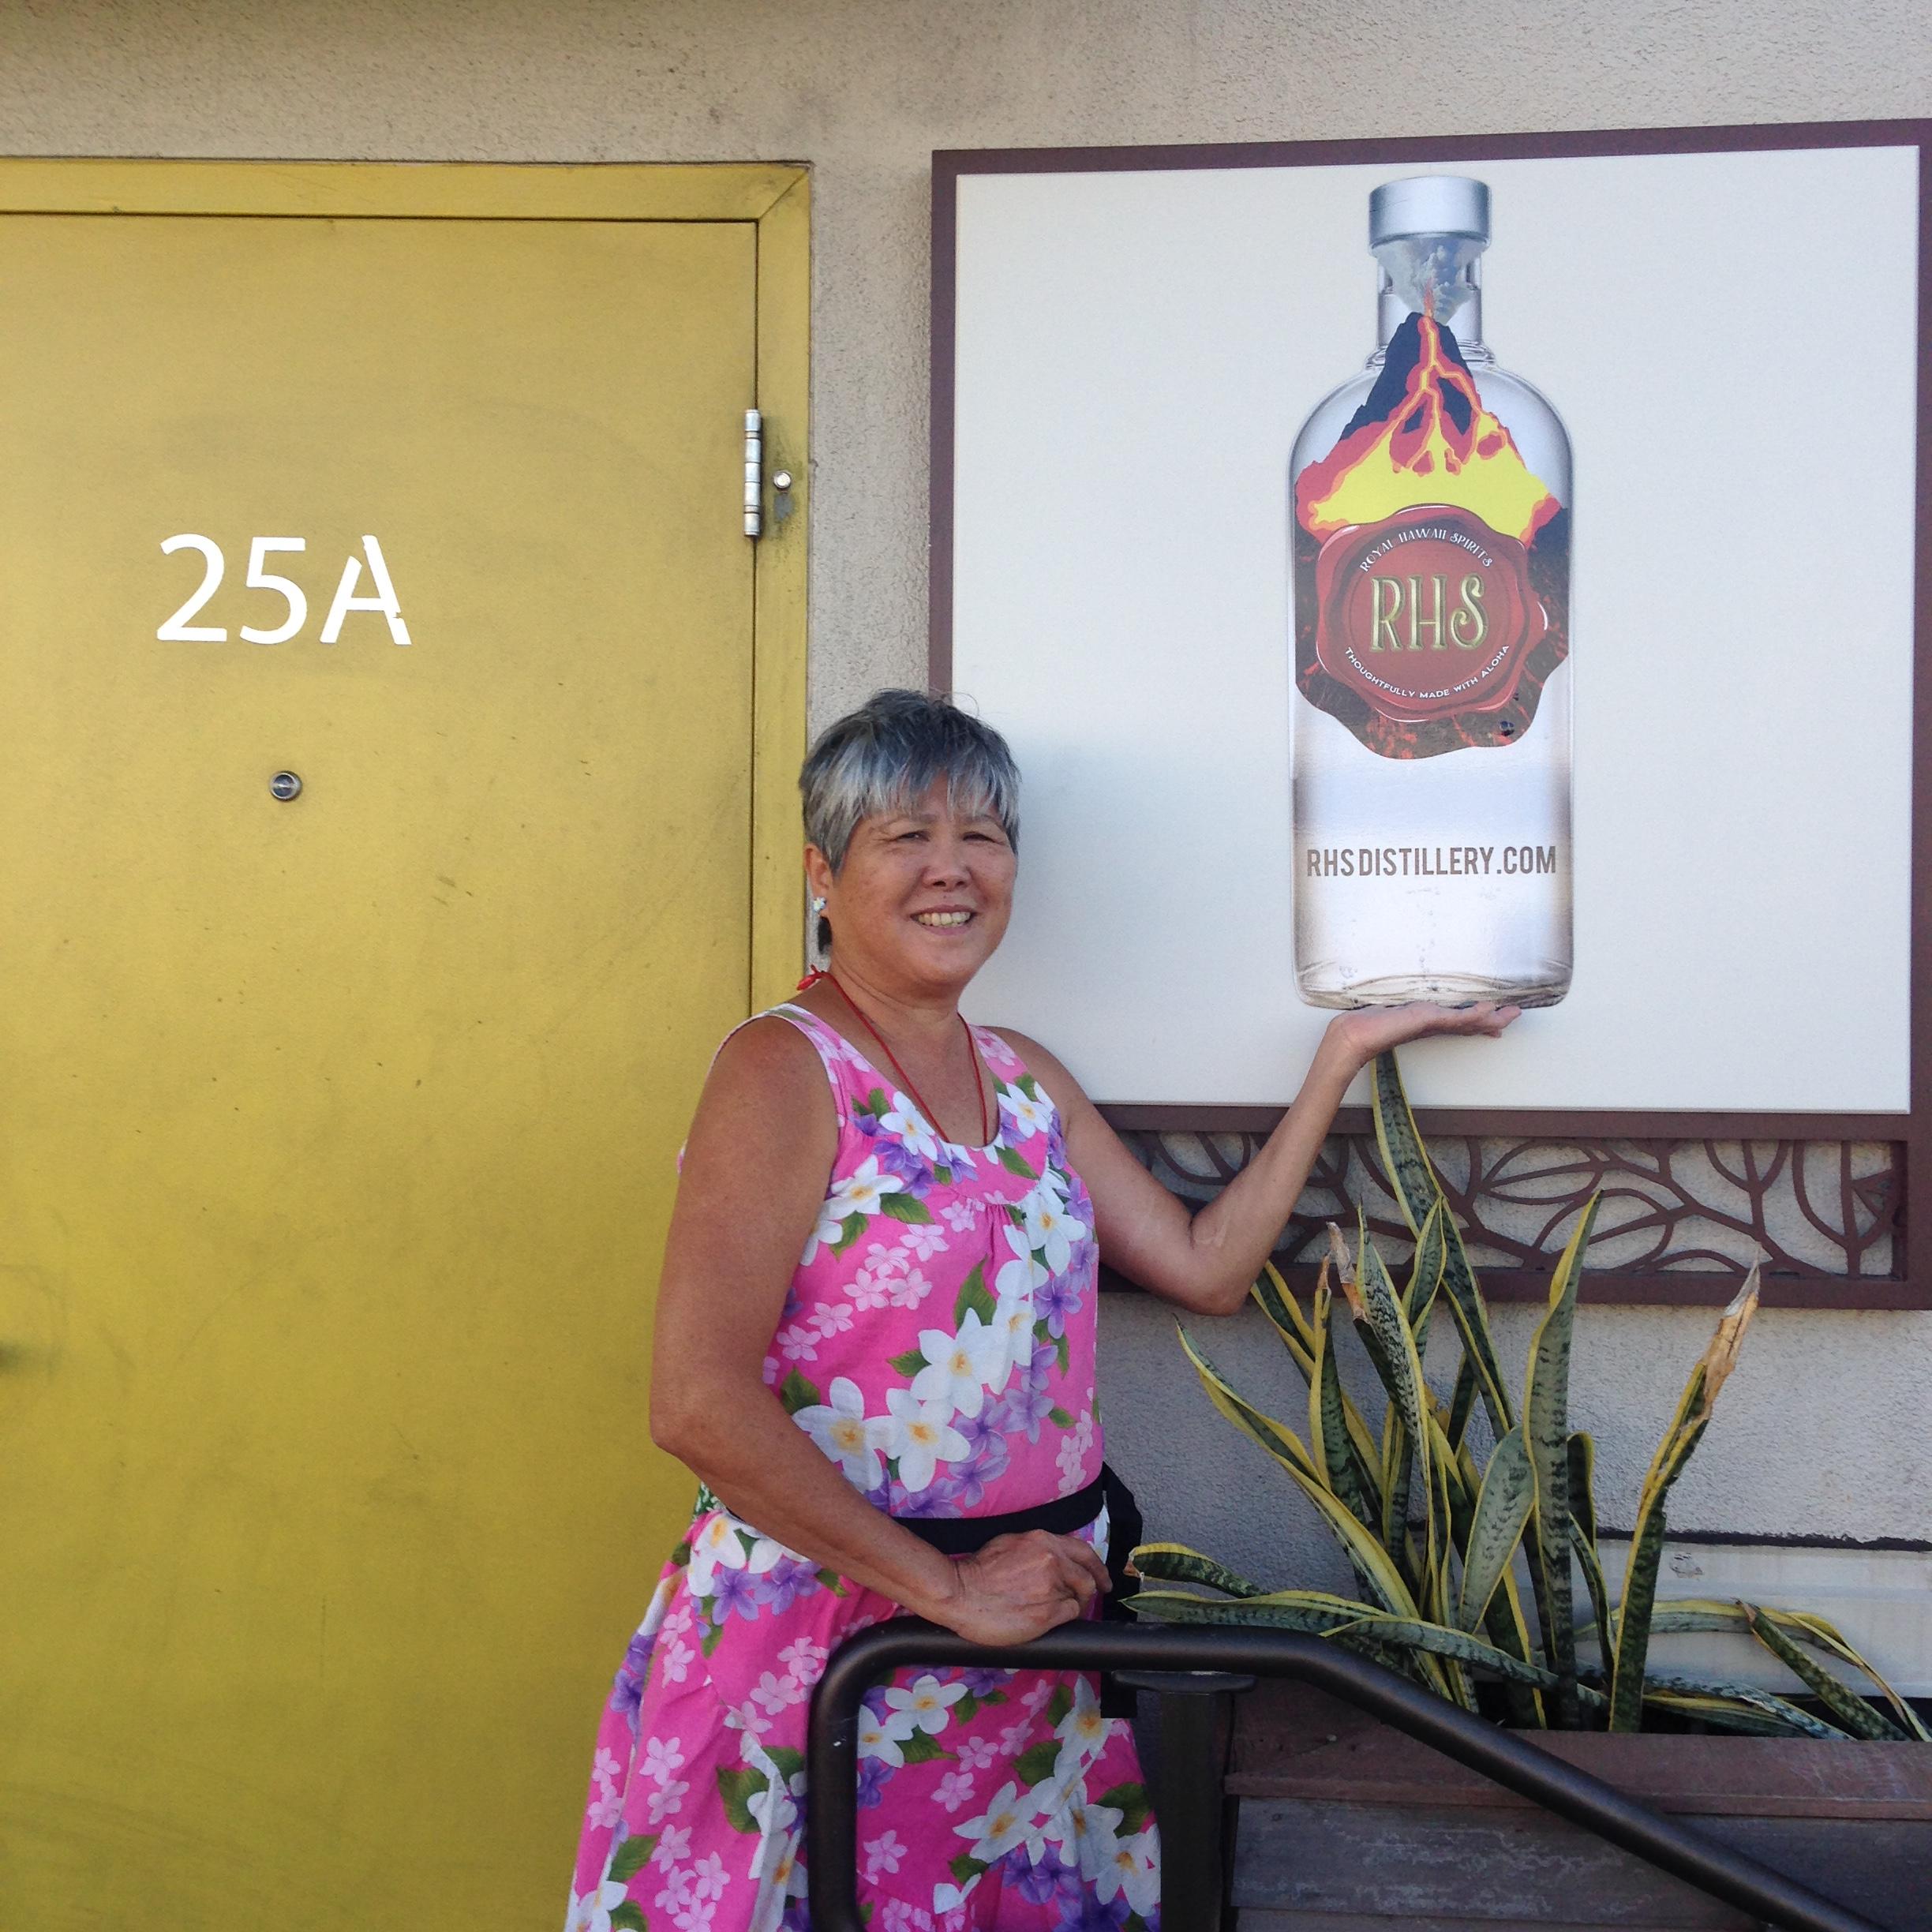 25A
ROYAL HAWAII SPIRITS
RHS
THOUGHTFULLY MADE WITH ALOHA
RHSDISTILLERY.COM